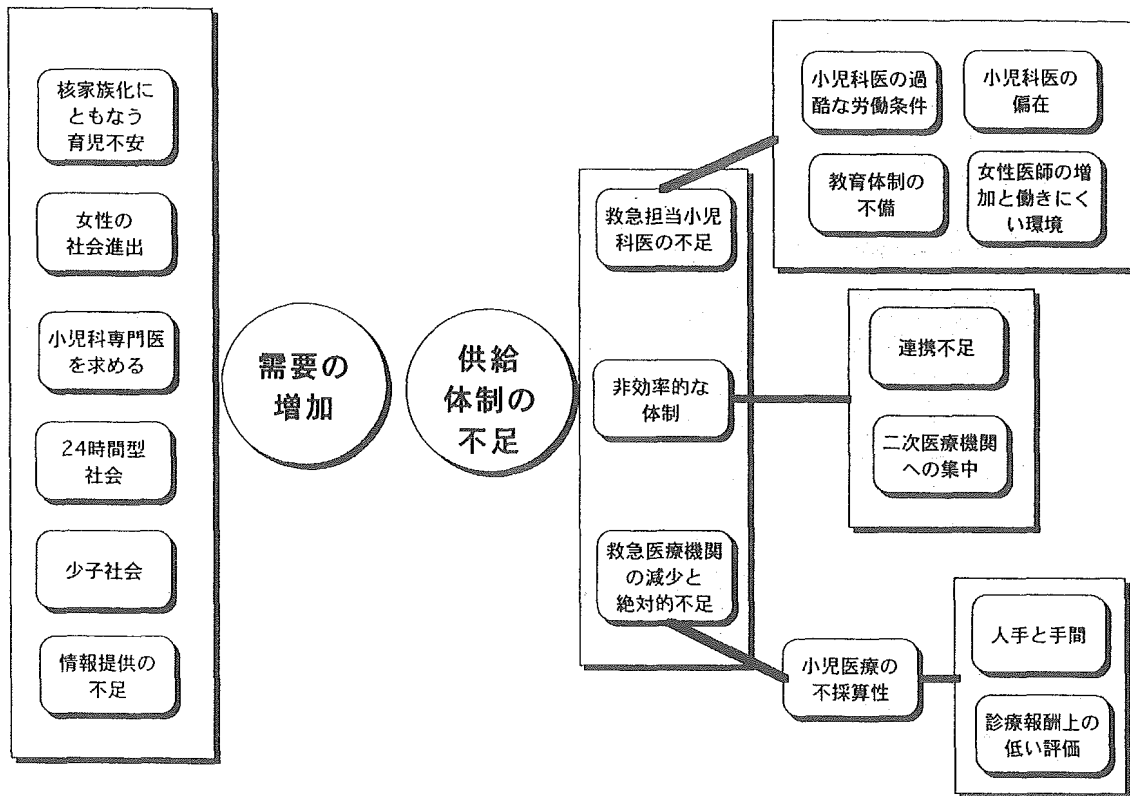 核家族化に
ともなう
育児不安
女性の
社会進出
小児科専門医
を求める
24時間型
社会
少子社会
情報提供の
不足
需要の
増加
供給
体制の
不足
救急担当小児
科医の不足
非効率的な
体制
救急医療機関
の減少と
絶対的不足
小児科医の過
酷な労働条件
小児科医の
偏在
教育体制の
不備
女性医師の増
加と働きにく
い環境
連携不足
二次医療機関
への集中
小児医療の
不採算性
人手と手間
診療報酬上の
低い評価